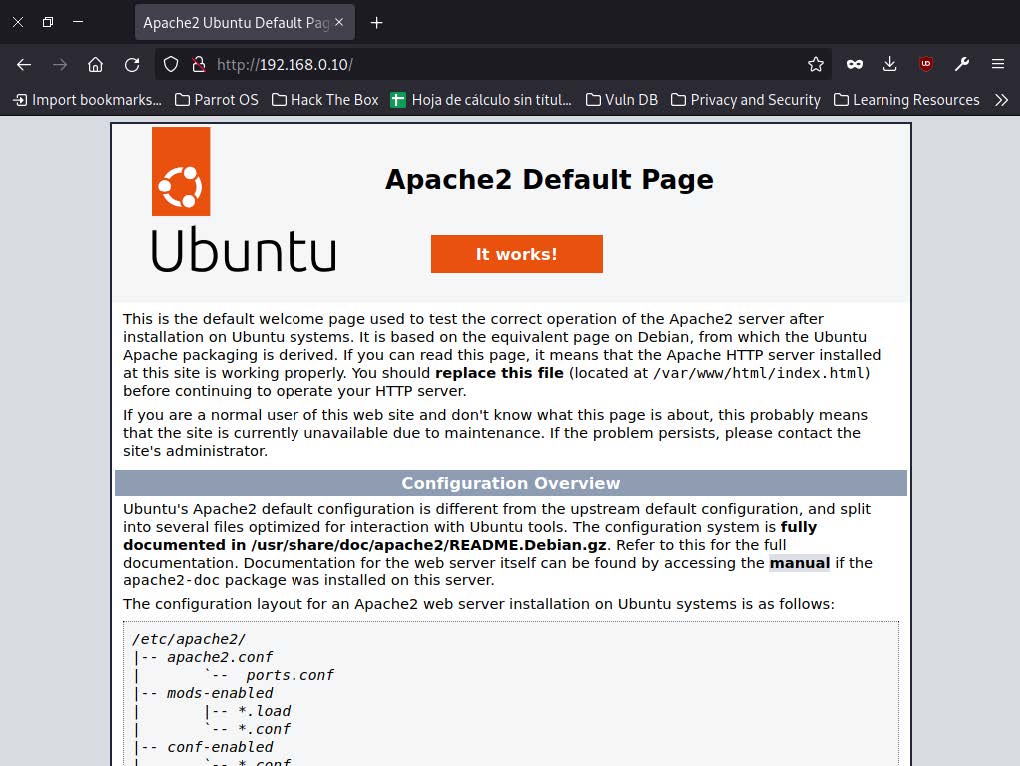 Apache2 Ubuntu Default Pag
http://192.168.0.10/
Import bookmarks... Parrot OS Hack The Box Hoja de cálculo sin títul... Vuln DB Privacy and Security Learning Resources
Apache2 Default Page
Ubuntu
It works!
This is the default welcome page used to test the correct operation of the Apache2 server after
installation on Ubuntu systems. It is based on the equivalent page on Debian, from which the Ubuntu
Apache packaging is derived. If you can read this page, it means that the Apache HTTP server installed
at this site is working properly. You should replace this file (located at /var/www/html/index.html)
before continuing to operate your HTTP server.
If you are a normal user of this web site and don't know what this page is about, this probably means
that the site is currently unavailable due to maintenance. If the problem persists, please contact the
site's administrator.
Configuration Overview
Ubuntu's Apache2 default configuration is different from the upstream default configuration, and split
into several files optimized for interaction with Ubuntu tools. The configuration system is fully
documented in /usr/share/doc/apache2/README.Debian.gz. Refer to this for the full
documentation. Documentation for the web server itself can be found by accessing the manual if the
apache2-doc package was installed on this server.
The configuration layout for an Apache2 web server installation on Ubuntu systems is as follows:
/etc/apache2/
|-- apache2.conf
|       `--  ports.conf
|-- mods-enabled
|       |-- *.load
|       `-- *.conf
|-- conf-enabled
|       `-- *.conf